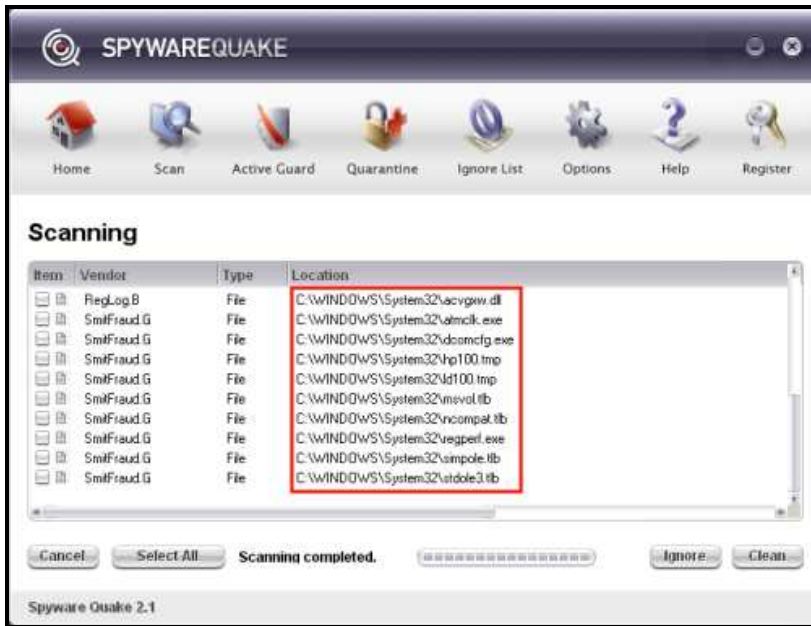 SPYWAREQUAKE
Home Scan Active Guard Quarantine Ignore List Options Help Register
Scanning
Item Vendor Type Location
RegLog.B File C:\WINDOWS\System32\acvgxw.dll
SmitFraud.G File C:\WINDOWS\System32\atmclk.exe
SmitFraud.G File C:\WINDOWS\System32\dcomcfg.exe
SmitFraud.G File C:\WINDOWS\System32\hp100.tmp
SmitFraud.G File C:\WINDOWS\System32\ld100.tmp
SmitFraud.G File C:\WINDOWS\System32\msvol.tlb
SmitFraud.G File C:\WINDOWS\System32\ncompat.tlb
SmitFraud.G File C:\WINDOWS\System32\regperf.exe
SmitFraud.G File C:\WINDOWS\System32\simpole.tlb
SmitFraud.G File C:\WINDOWS\System32\stdole3.tlb
Cancel Select All Scanning completed. Ignore Clean
Spyware Quake 2.1